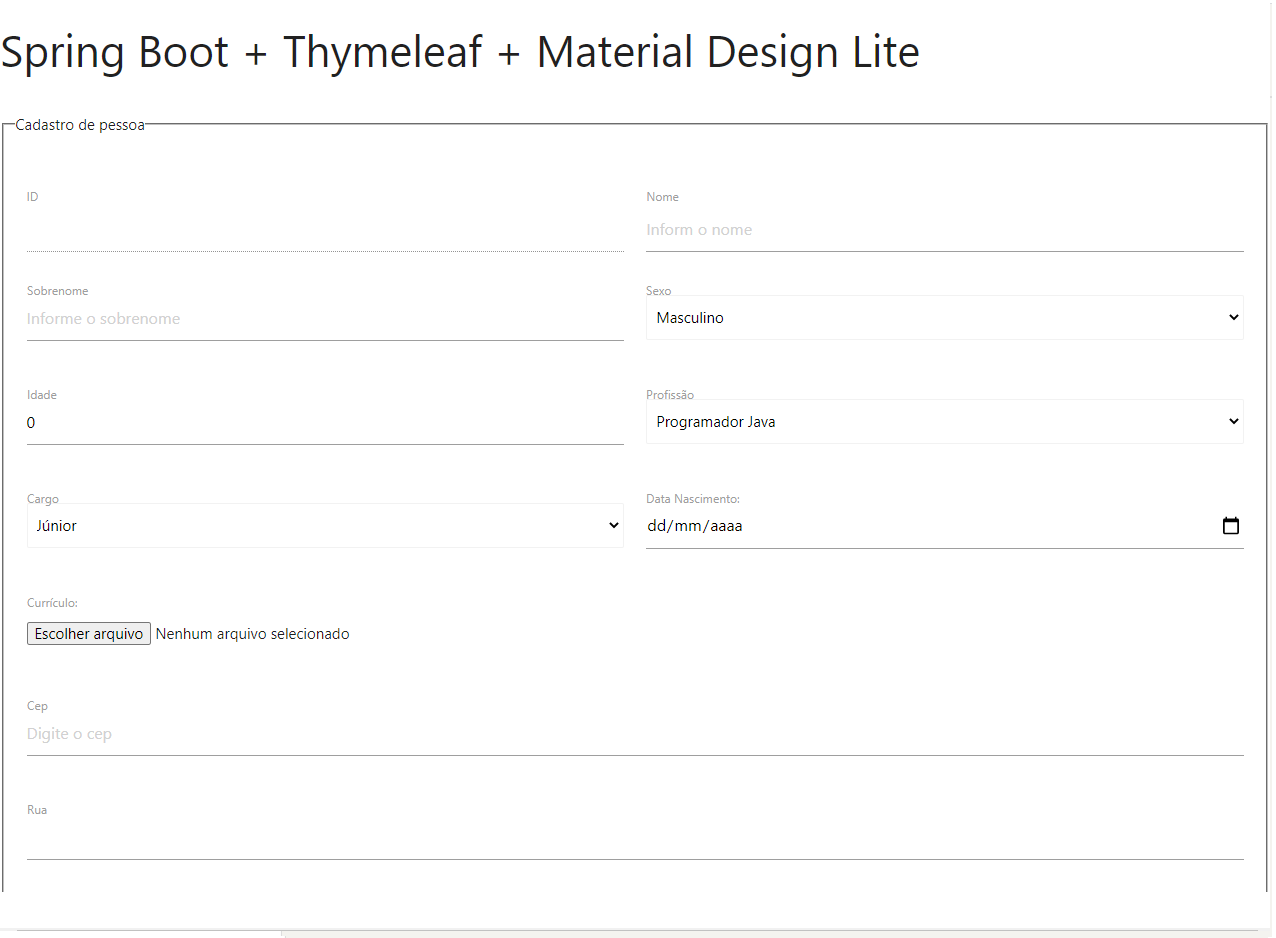 Spring Boot + Thymeleaf + Material Design Lite
Cadastro de pessoa
ID
Nome
Inform o nome
Sobrenome
Informe o sobrenome
Sexo
Masculino
Idade
0
Profissão
Programador Java
Cargo
Júnior
Data Nascimento:
dd/mm/aaaa
Currículo:
Escolher arquivo Nenhum arquivo selecionado
Cep
Digite o cep
Rua